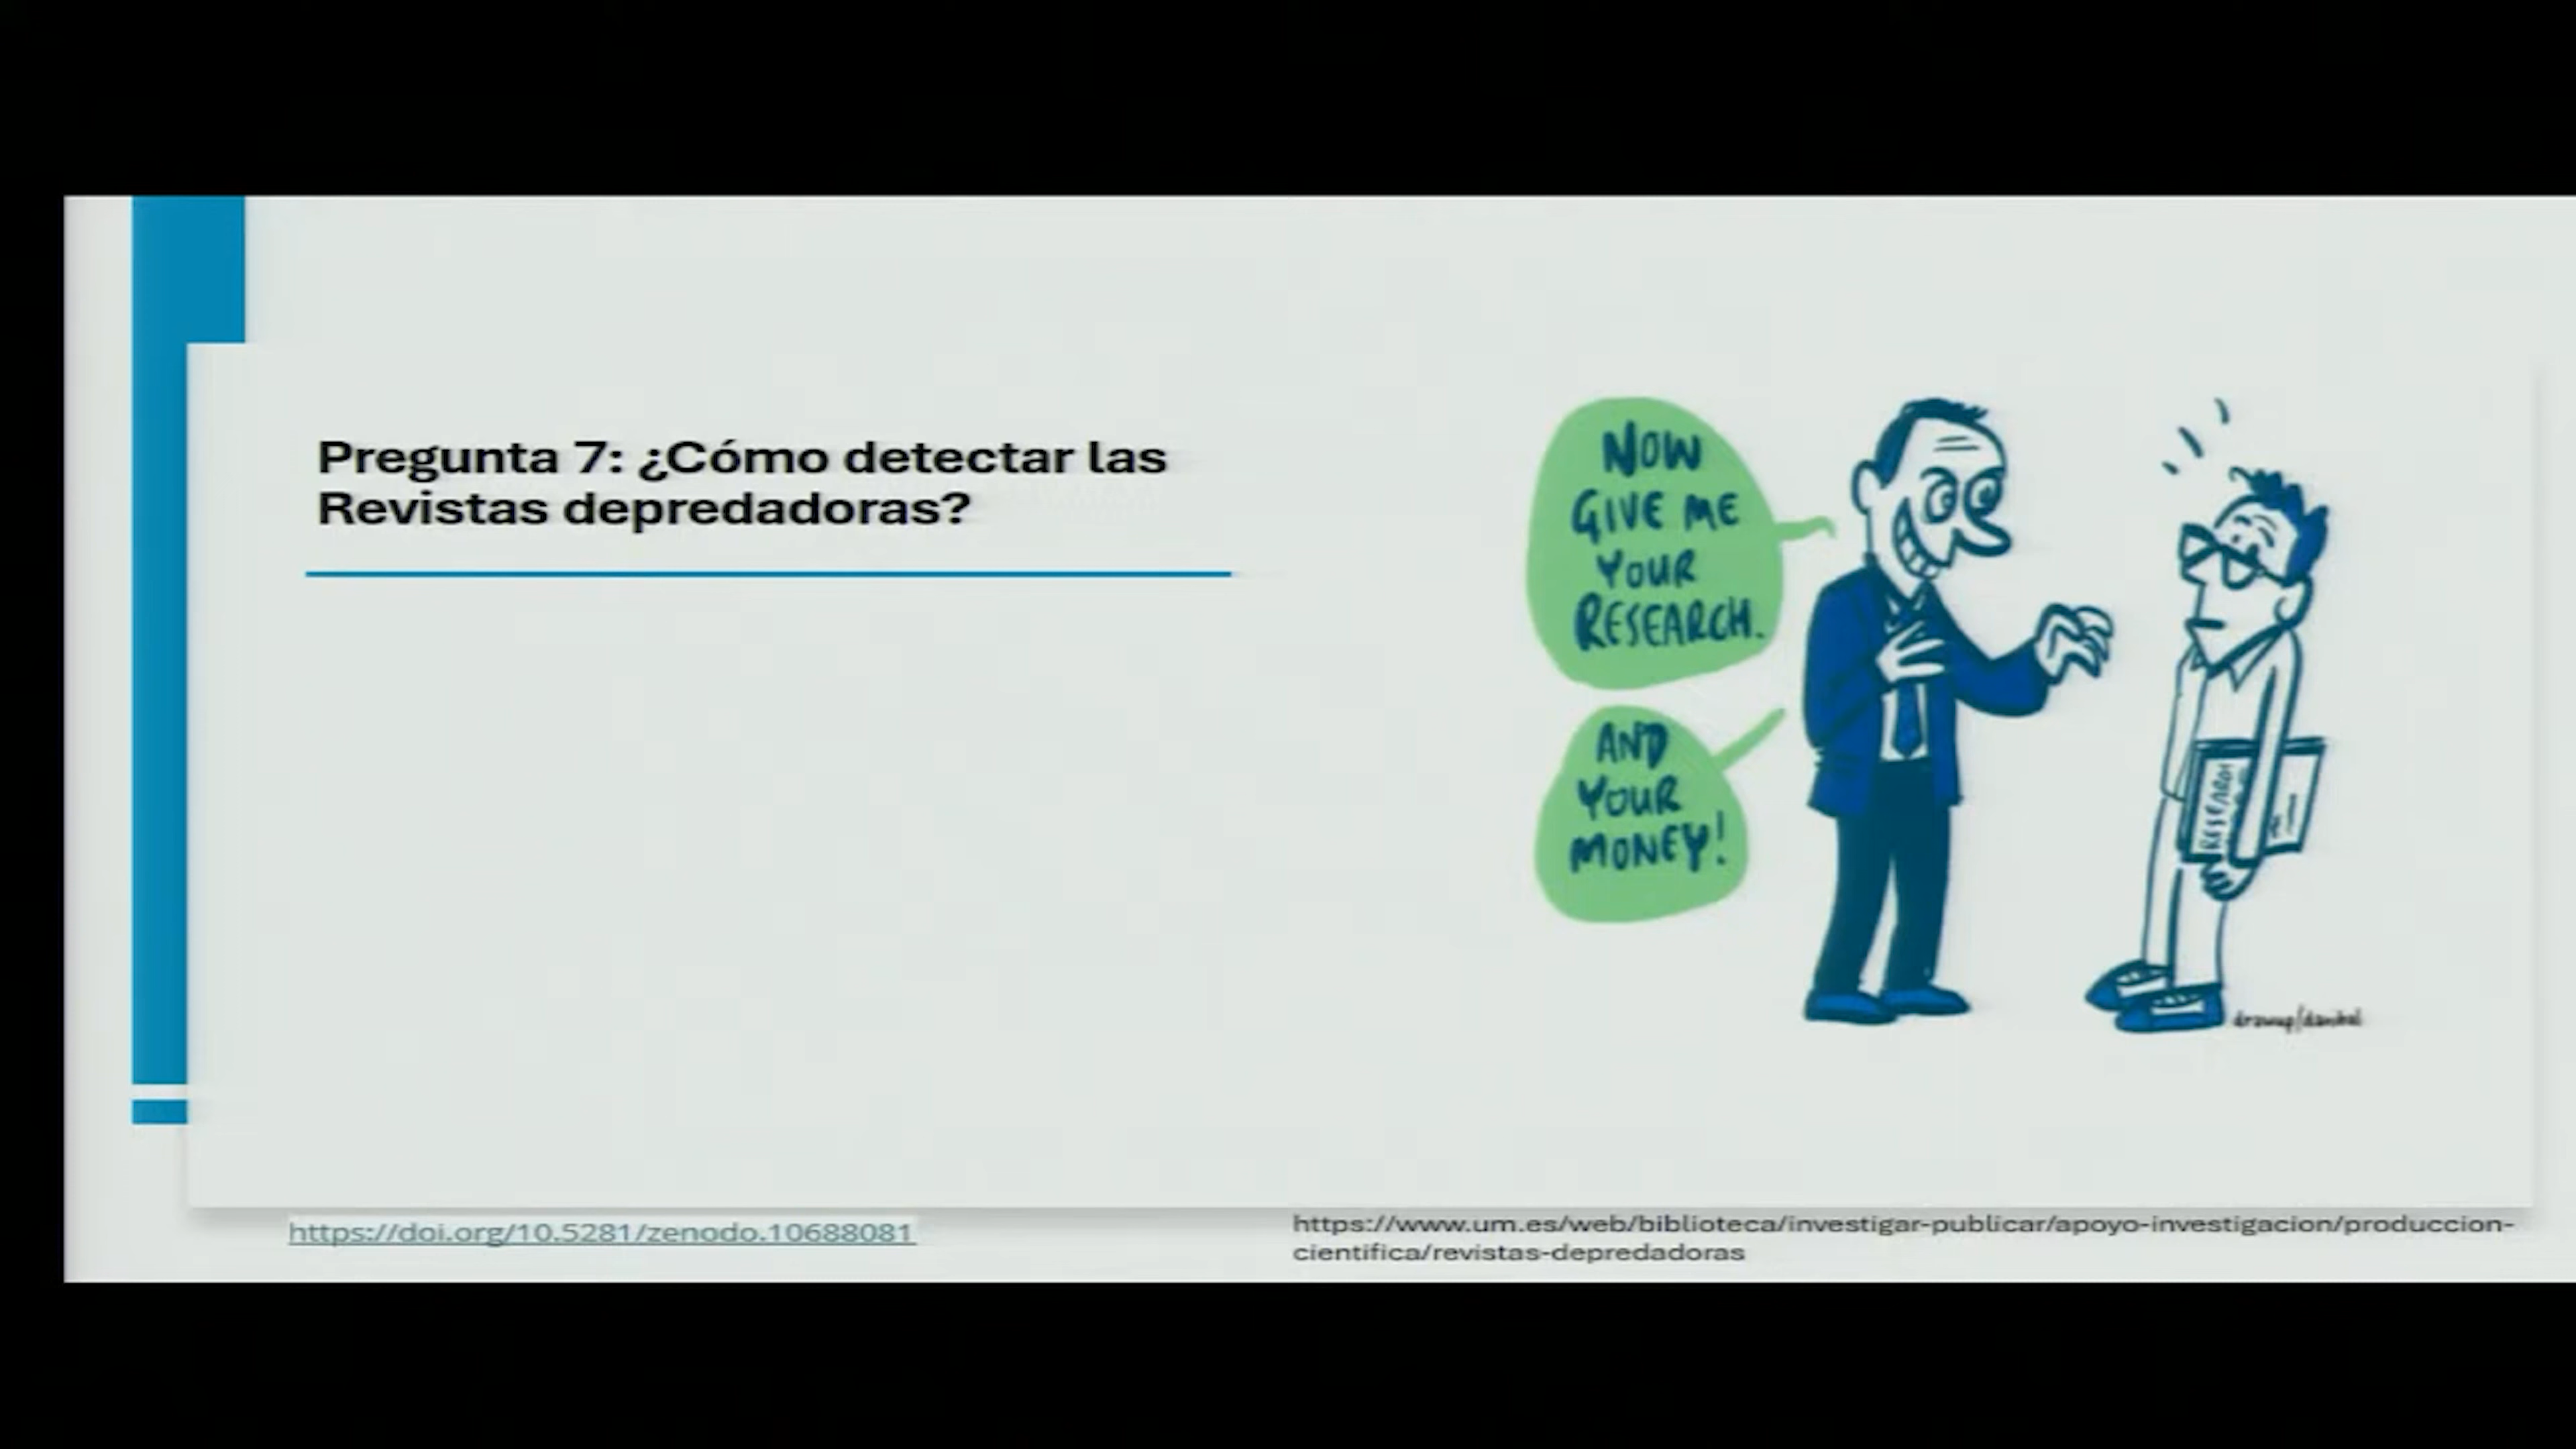 Pregunta 7: ¿Cómo detectar las
Revistas depredadoras?
NOW
GIVE ME
YOUR
RESEARCH.
AND
YOUR
MONEY!
RESEARCH
https://doi.org/10.5281/zenodo.10688081
https://www.um.es/web/biblioteca/investigar-publicar/apoyo-investigacion/produccion-
cientifica/revistas-depredadoras